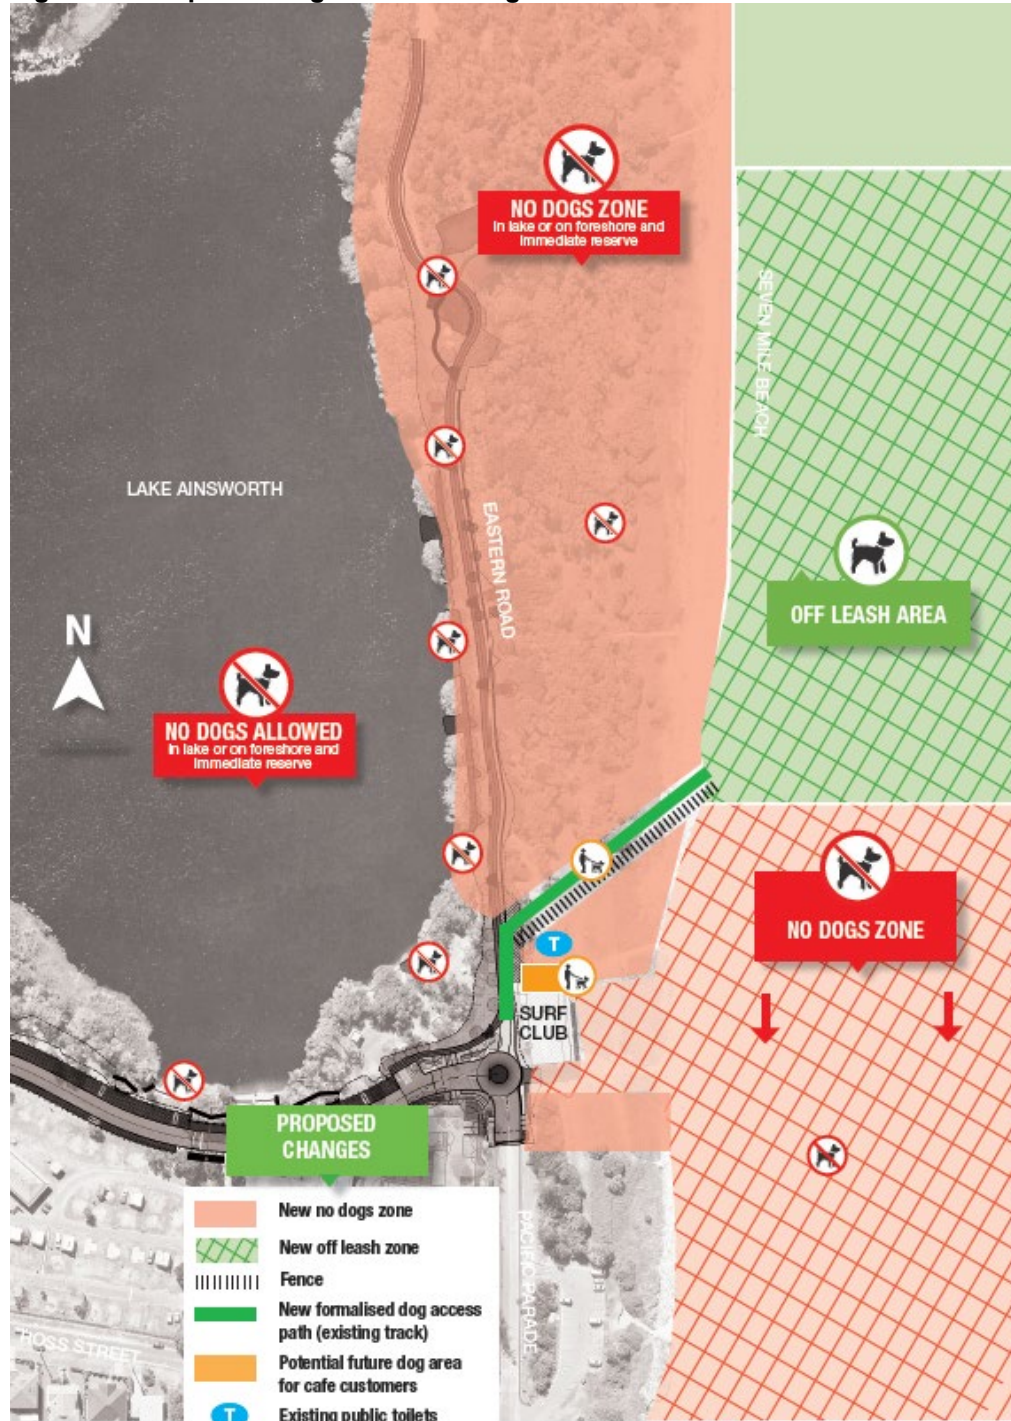 NO DOGS ZONE
In lake or on foreshore and
immediate reserve
SEVEN MILE BEACH
LAKE AINSWORTH
EASTERN ROAD
OFF LEASH AREA
N
NO DOGS ALLOWED
In lake or on foreshore and
immediate reserve
NO DOGS ZONE
T
SURF
CLUB
PROPOSED
CHANGES
New no dogs zone
New off leash zone
Fence
New formalised dog access
path (existing track)
Potential future dog area
for cafe customers
T
Existing public toilets
PACIFIC PARADE
ROSS STREET